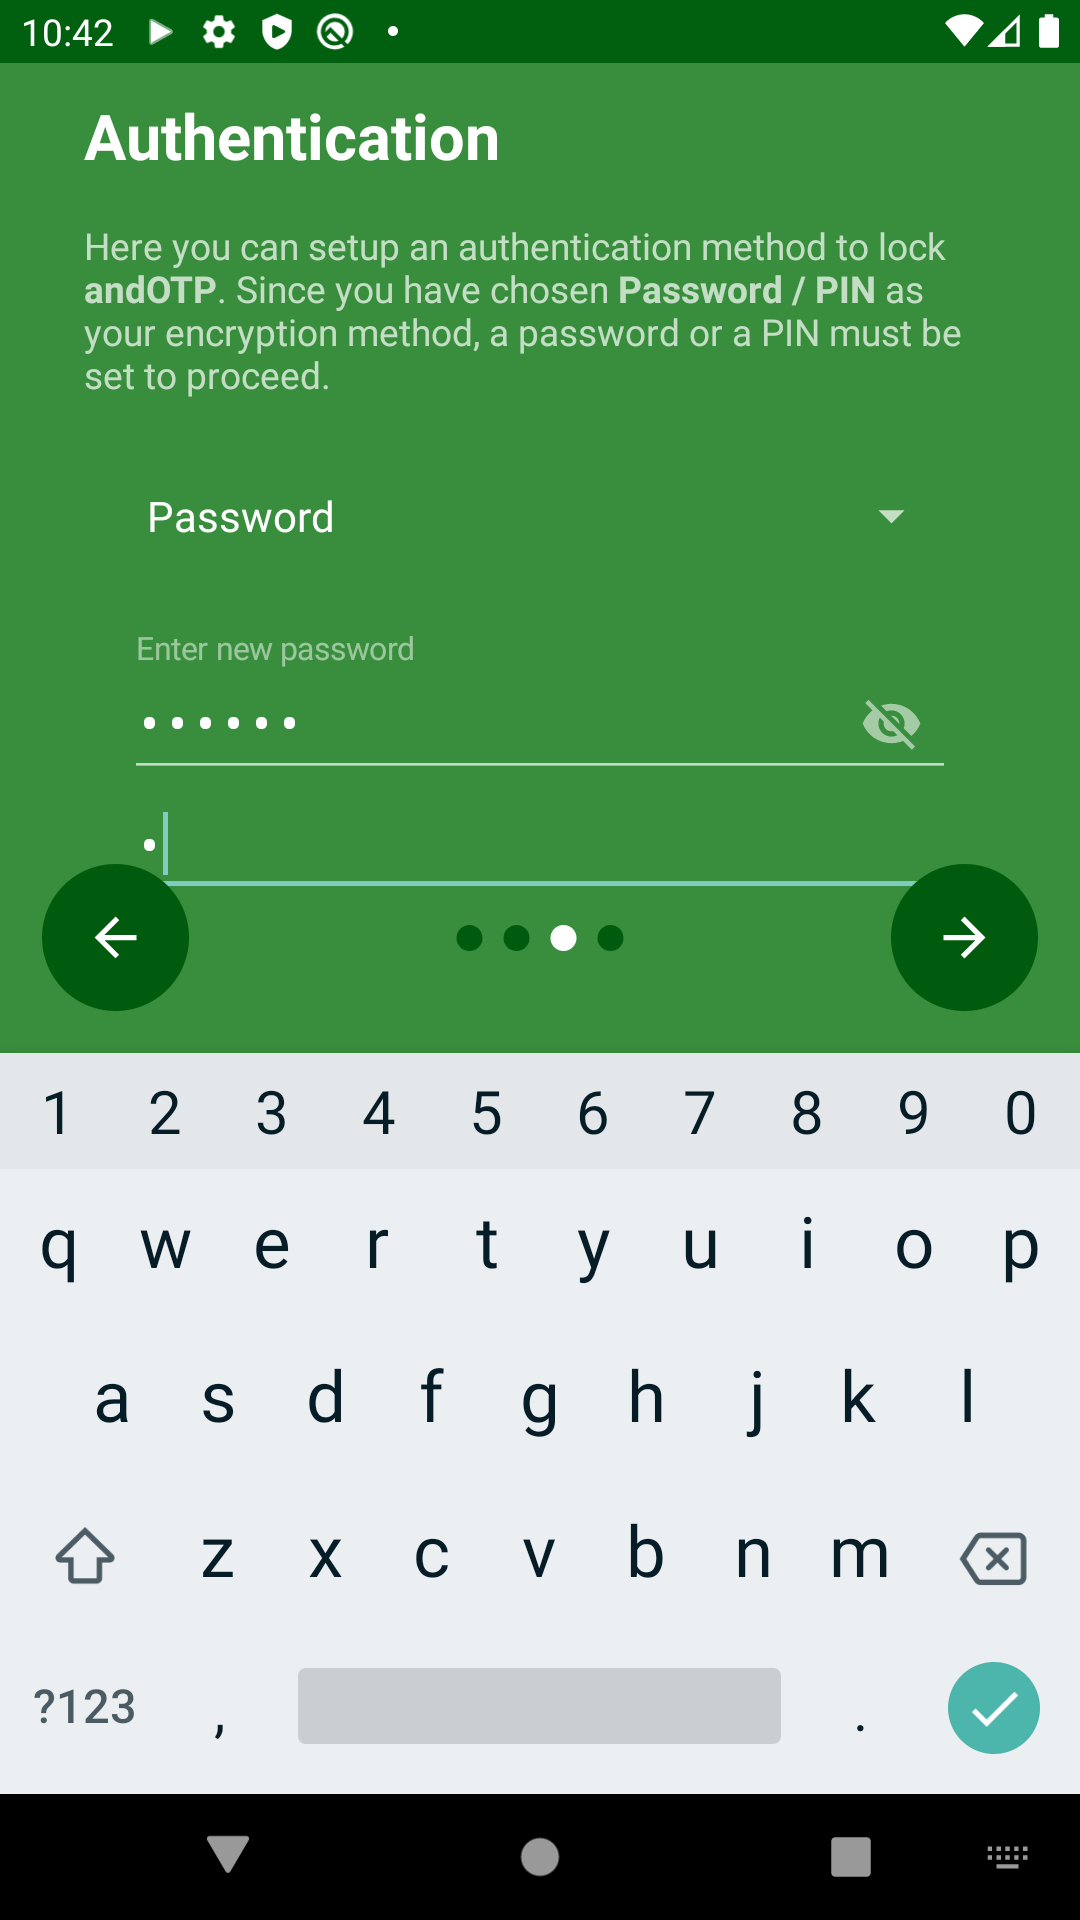 10:42
Authentication
Here you can setup an authentication method to lock
andOTP. Since you have chosen Password / PIN as
your encryption method, a password or a PIN must be
set to proceed.
Password
Enter new password
••••••
•
1 2 3 4 5 6 7 8 9 0
q w e r t y u i o p
a s d f g h j k l
z x c v b n m
?123 , .